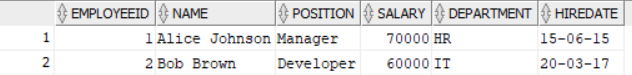 EMPLOYEEID NAME POSITION SALARY DEPARTMENT HIREDATE
1 1 Alice Johnson Manager 70000 HR 15-06-15
2 2 Bob Brown Developer 60000 IT 20-03-17